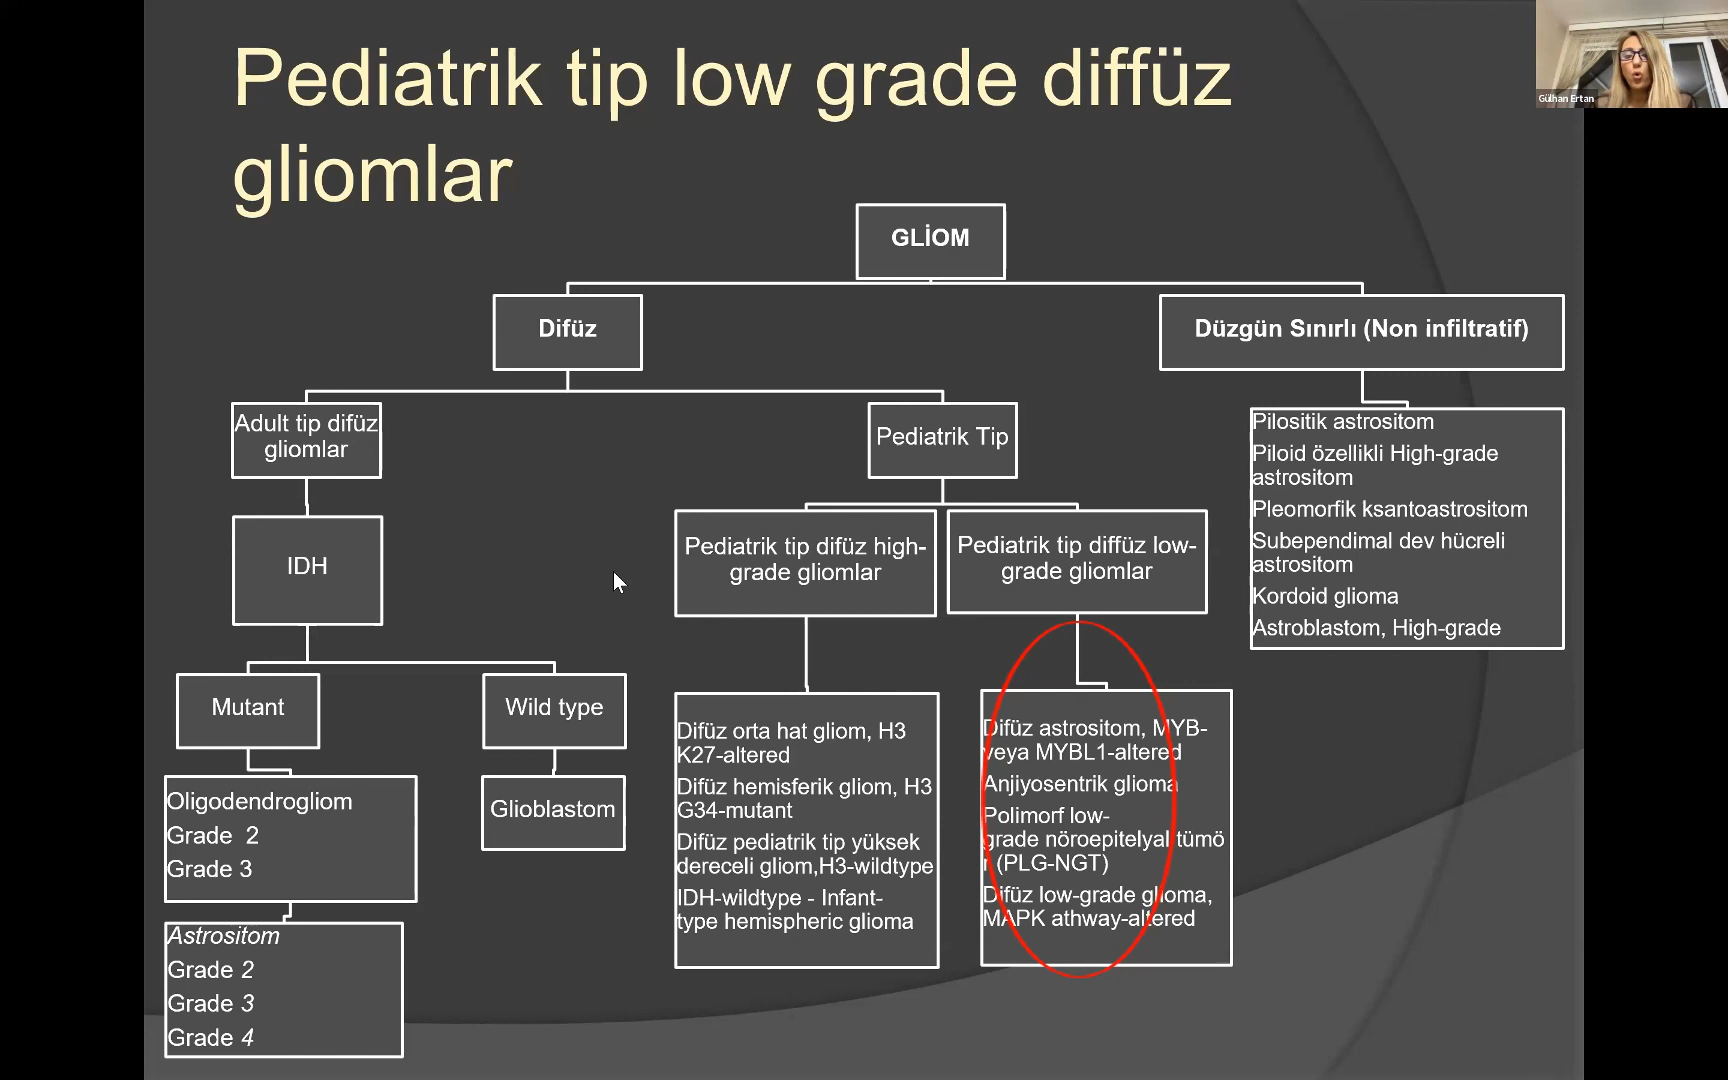 Pediatrik tip low grade diffüz
gliomlar
Gülhan Ertan
GLİOM
Difüz
Düzgün Sınırlı (Non infiltratif)
Adult tip difüz
gliomlar
Pediatrik Tip
Pilositik astrositom
Piloid özellikli High-grade
astrositom
Pleomorfik ksantoastrositom
Subependimal dev hücreli
astrositom
Kordoid glioma
Astroblastom, High-grade
IDH
Pediatrik tip difüz high-
grade gliomlar
Pediatrik tip diffüz low-
grade gliomlar
Mutant
Wild type
Oligodendrogliom
Grade 2
Grade 3
Glioblastom
Astrositom
Grade 2
Grade 3
Grade 4
Difüz orta hat gliom, H3
K27-altered
Difüz hemisferik gliom, H3
G34-mutant
Difüz pediatrik tip yüksek
dereceli gliom,H3-wildtype
IDH-wildtype - Infant-
type hemispheric glioma
Difüz astrositom, MYB-
veya MYBL1-altered
Anjiyosentrik glioma
Polimorf low-
grade nöroepitelyal tümö
r (PLG-NGT)
Difüz low-grade glioma,
MAPK athway-altered